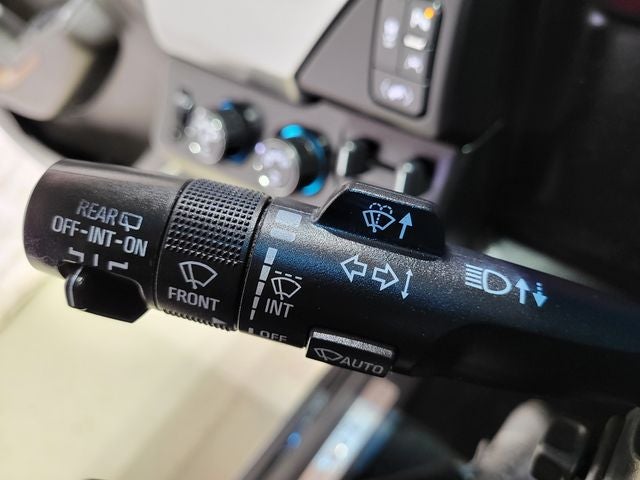 REAR
OFF-INT-ON
FRONT
INT
OFF
AUTO